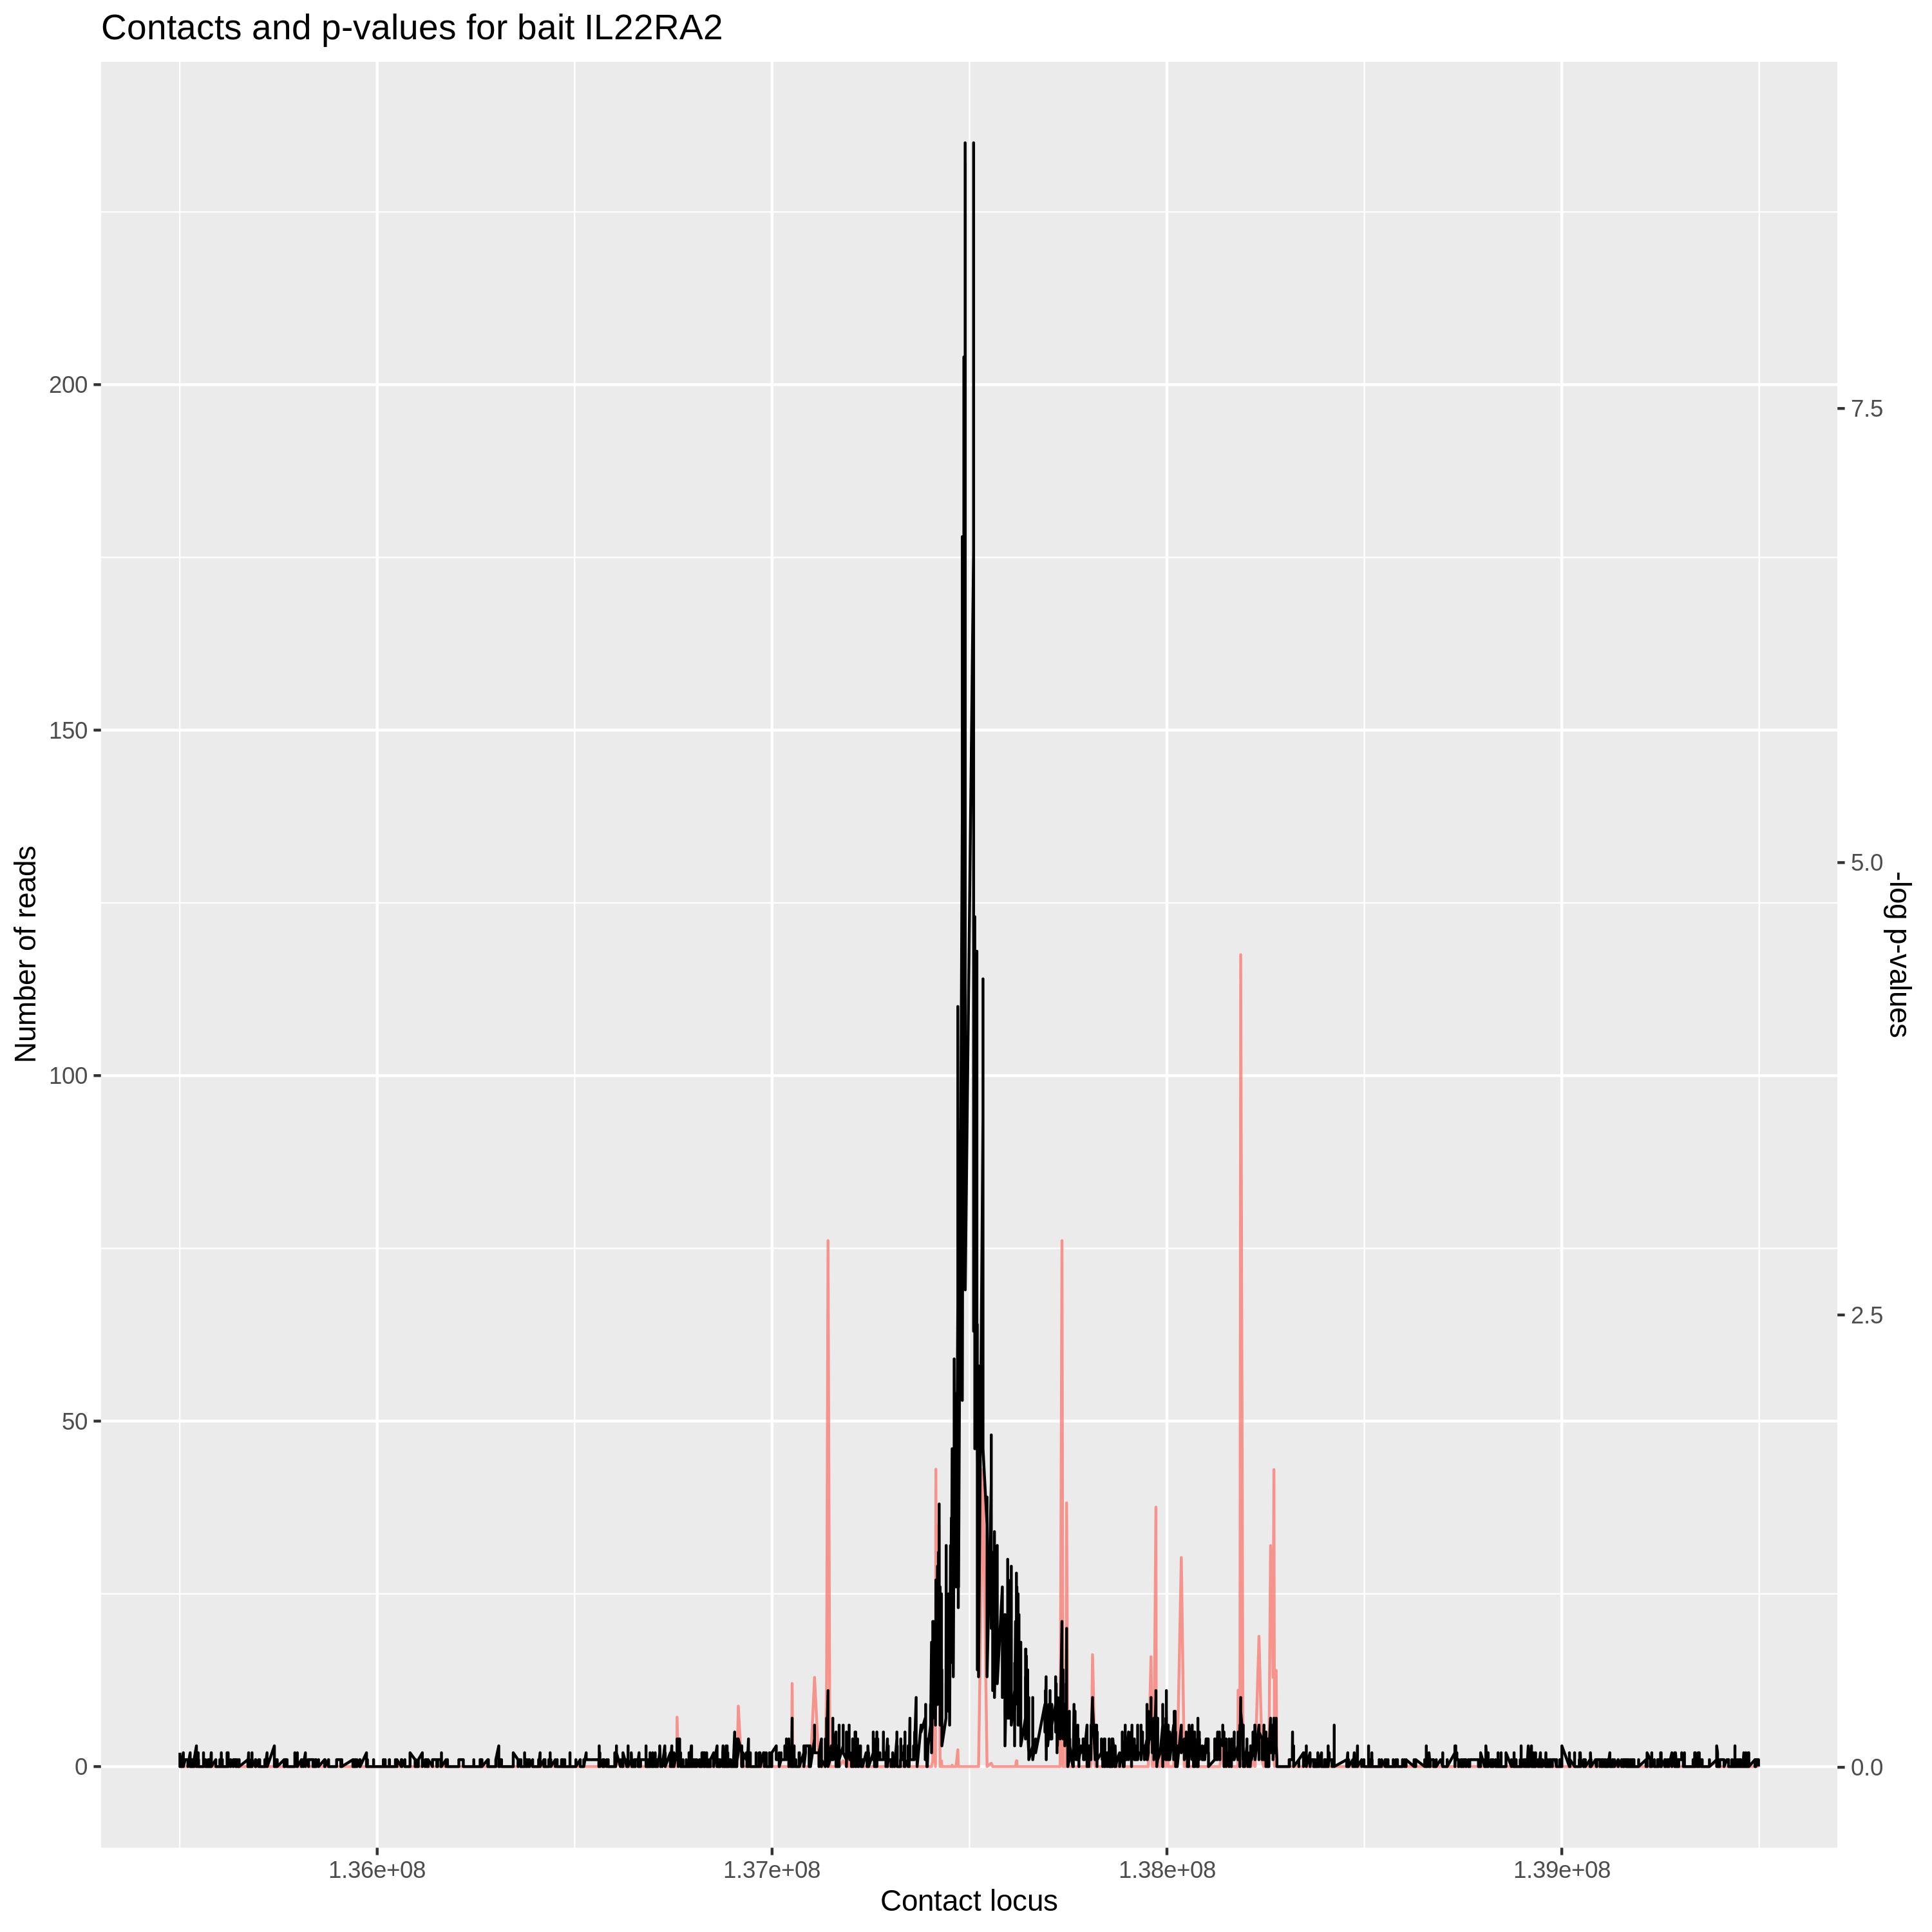 Contacts and p-values for bait IL22RA2
Number of reads
200
150
100
50
0
7.5
5.0
2.5
0.0
-log p-values
1.36e+08
1.37e+08
1.38e+08
1.39e+08
Contact locus